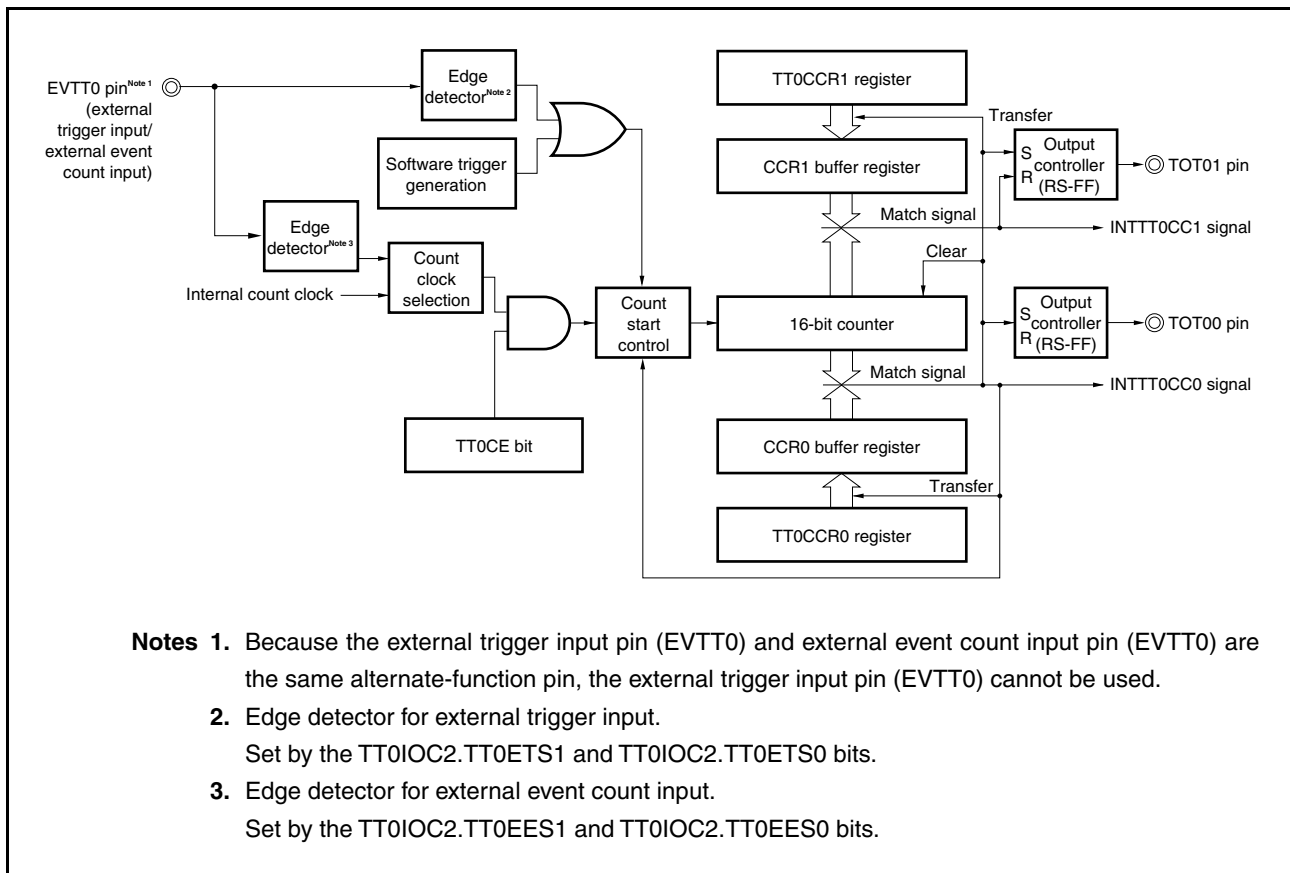 EVTT0 pinNote 1
(external
trigger input/
external event
count input)
Edge
detectorNote 2
Software trigger
generation
Edge
detectorNote 3
Internal count clock
Count
clock
selection
TT0CE bit
Count
start
control
TT0CCR1 register
Transfer
CCR1 buffer register
Match signal
Clear
16-bit counter
Match signal
CCR0 buffer register
Transfer
TT0CCR0 register
S
R
Output
controller
(RS-FF)
TOT01 pin
INTTT0CC1 signal
S
R
Output
controller
(RS-FF)
TOT00 pin
INTTT0CC0 signal
Notes 1. Because the external trigger input pin (EVTT0) and external event count input pin (EVTT0) are
the same alternate-function pin, the external trigger input pin (EVTT0) cannot be used.
2. Edge detector for external trigger input.
Set by the TT0IOC2.TT0ETS1 and TT0IOC2.TT0ETS0 bits.
3. Edge detector for external event count input.
Set by the TT0IOC2.TT0EES1 and TT0IOC2.TT0EES0 bits.